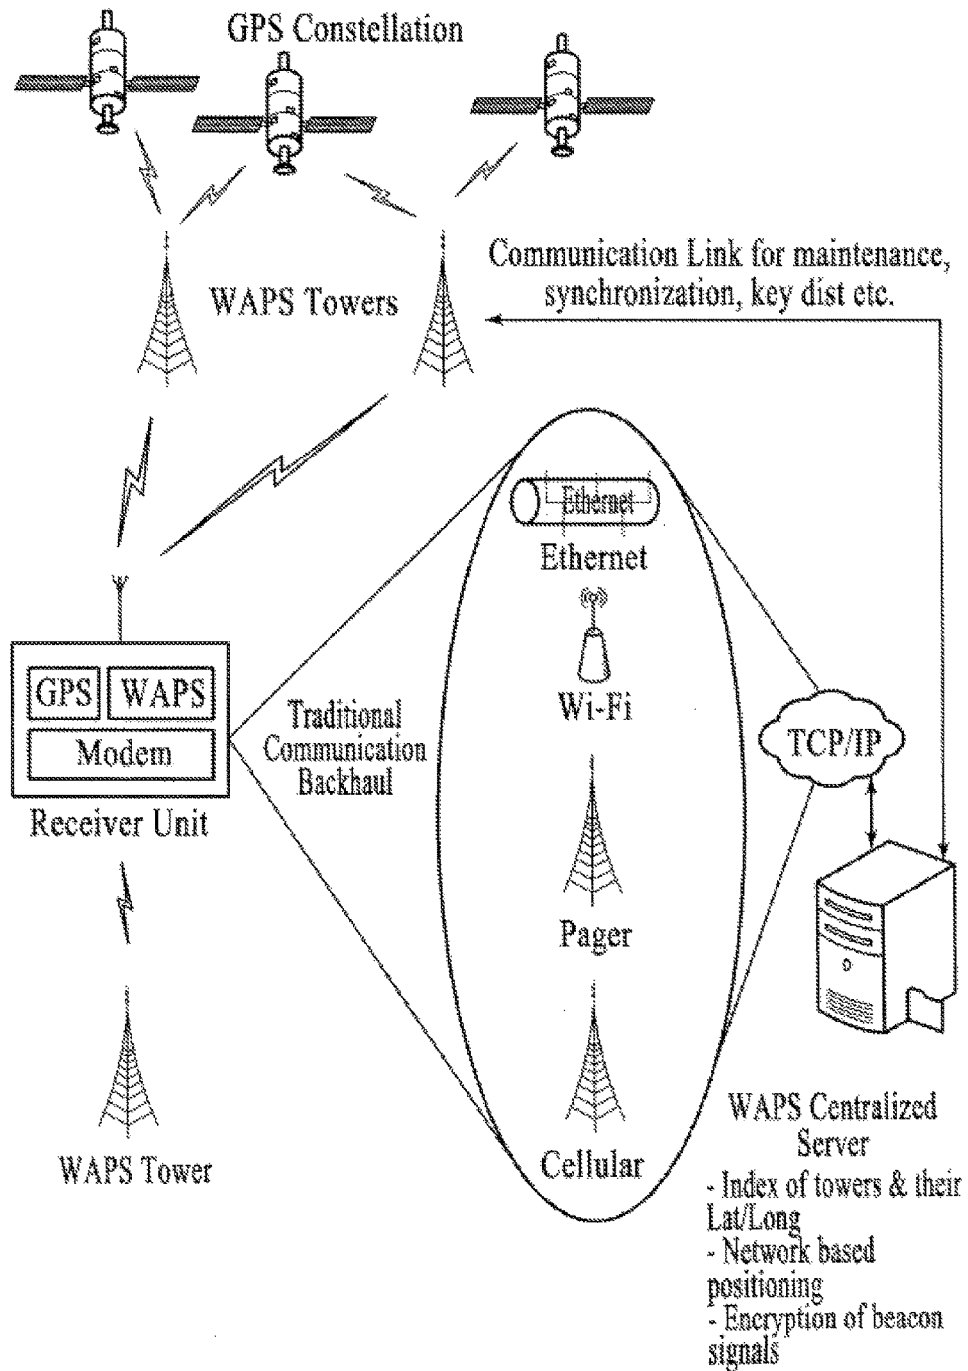 GPS Constellation
Communication Link for maintenance,
synchronization, key dist etc.
WAPS Towers
Ethernet
Ethernet
Wi-Fi
GPS
WAPS
Modem
Receiver Unit
Traditional
Communication
Backhaul
TCP/IP
Pager
Cellular
WAPS Tower
WAPS Centralized
Server
- Index of towers & their
Lat/Long
- Network based
positioning
- Encryption of beacon
signals